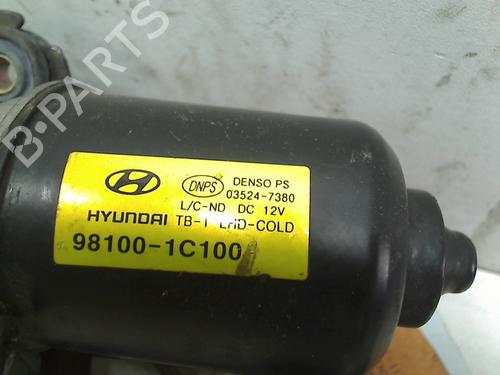 B-PARTS
DNPS DENSO PS
03524-7380
L/C-ND DC 12V
HYUNDAI TB-1 LHD-COLD
98100-1C100